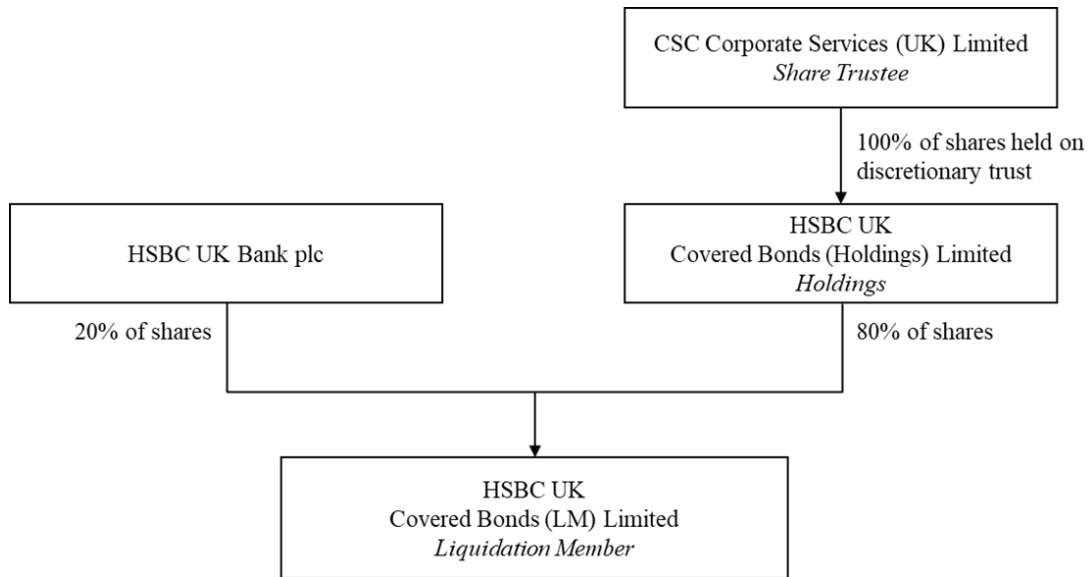 CSC Corporate Services (UK) Limited
Share Trustee
100% of shares held on
discretionary trust
HSBC UK Bank plc
HSBC UK
Covered Bonds (Holdings) Limited
Holdings
20% of shares
80% of shares
HSBC UK
Covered Bonds (LM) Limited
Liquidation Member